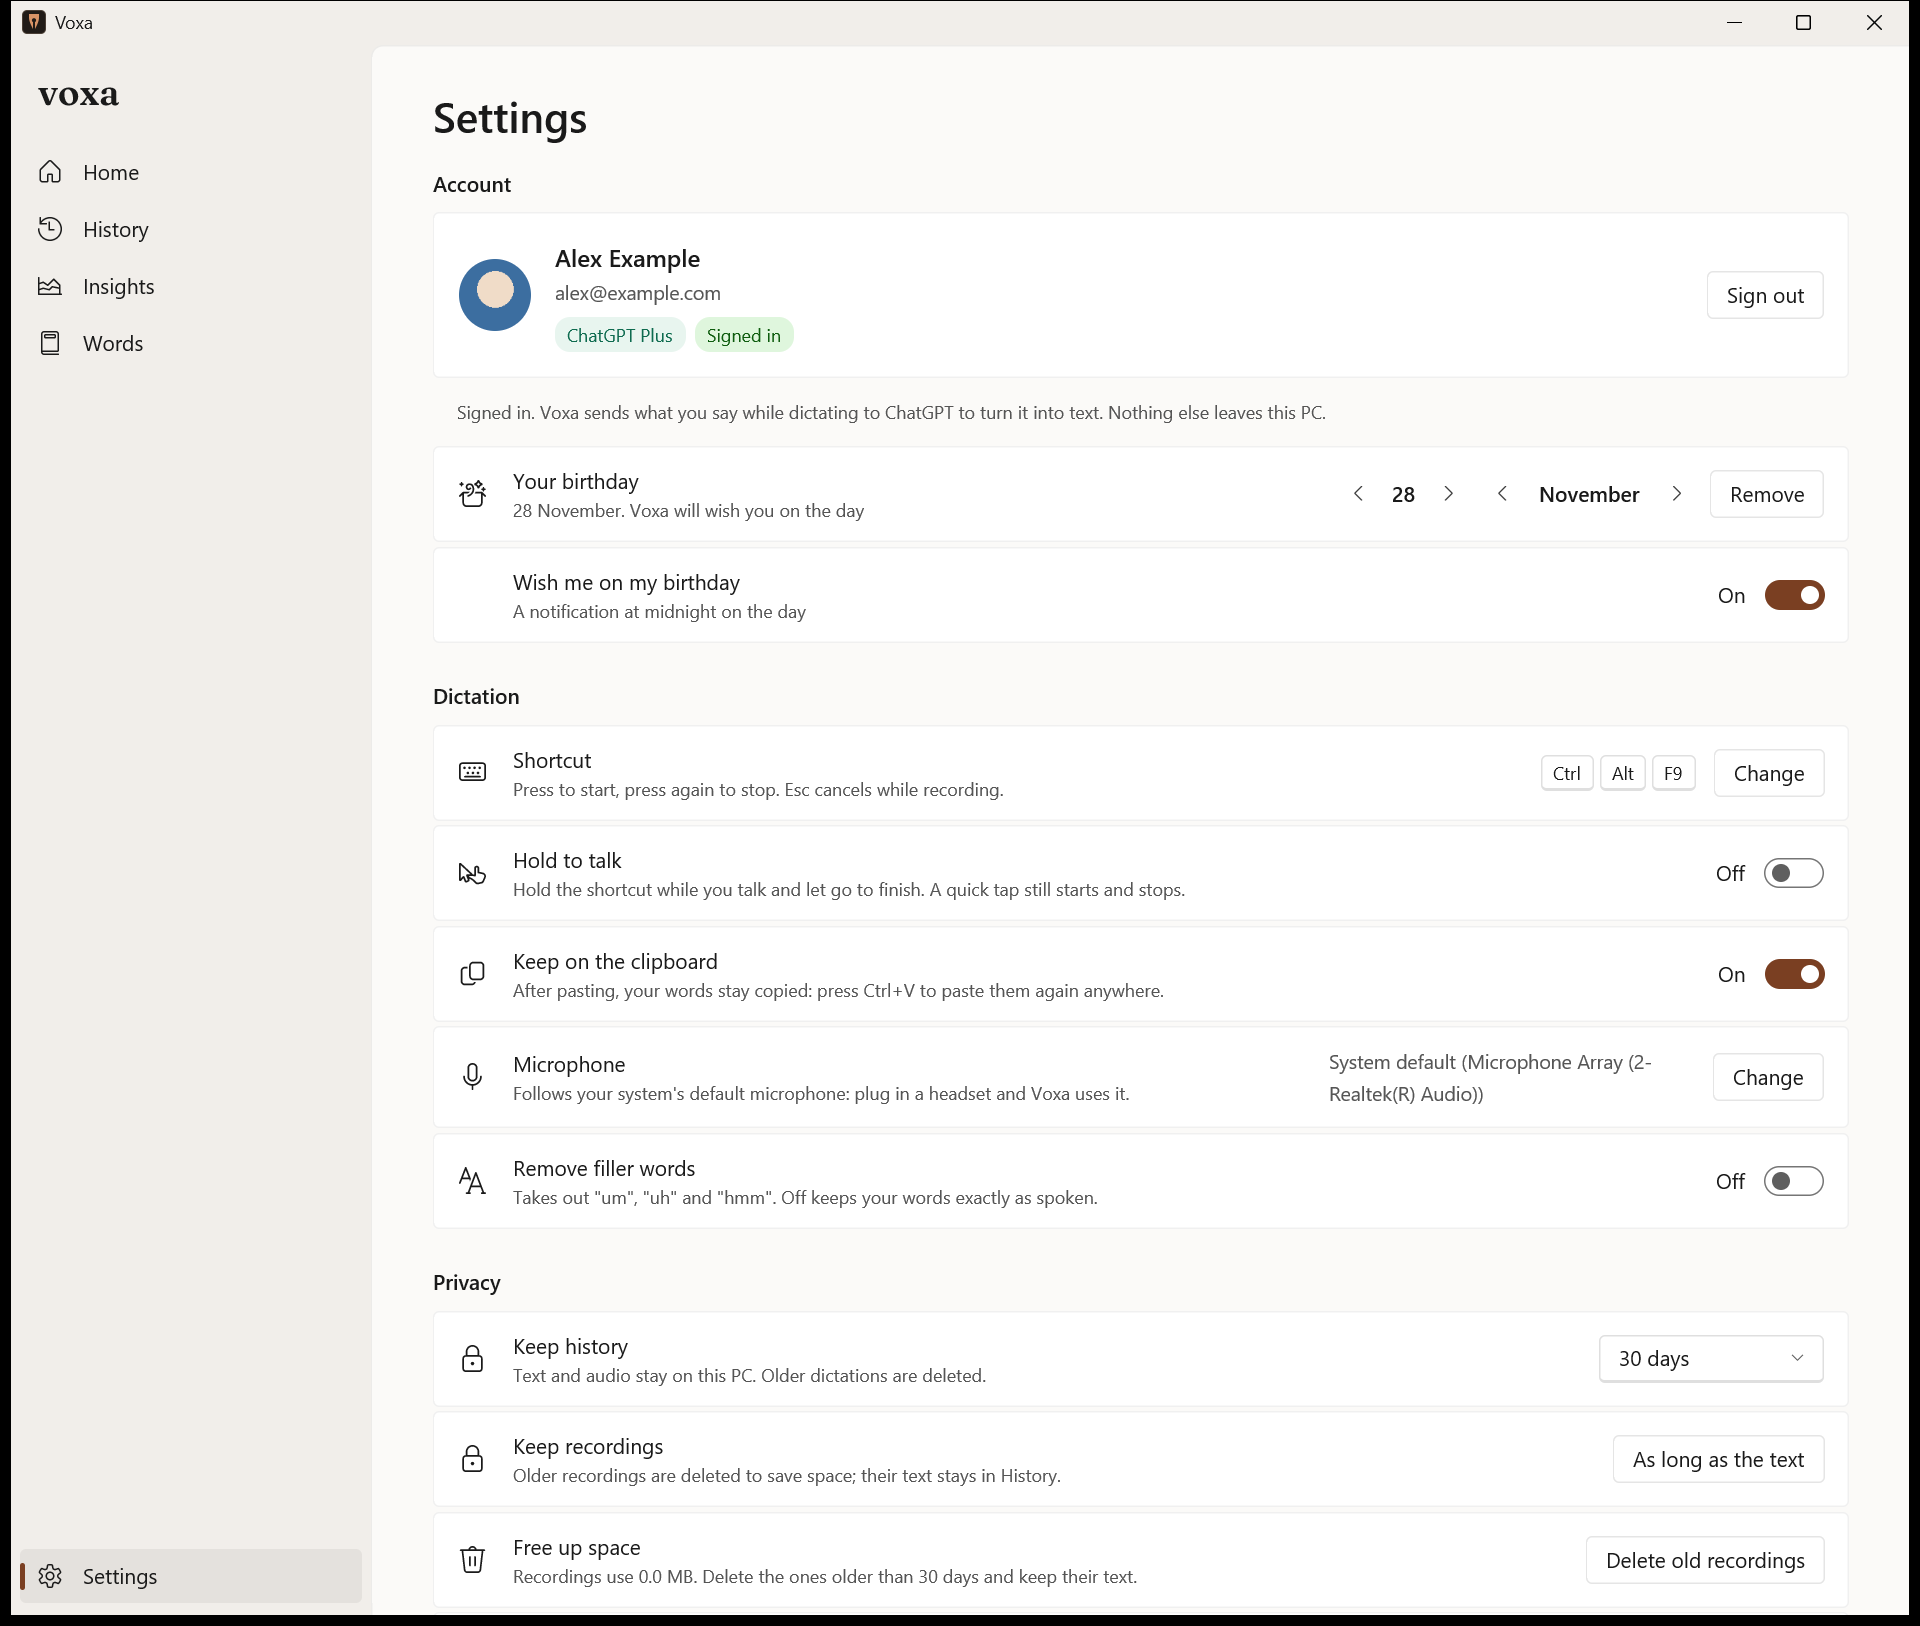 Voxa
voxa
Home
History
Insights
Words
Settings
Settings
Account
Alex Example
alex@example.com
ChatGPT Plus
Signed in
Sign out
Signed in. Voxa sends what you say while dictating to ChatGPT to turn it into text. Nothing else leaves this PC.
Your birthday
28 November. Voxa will wish you on the day
28
November
Remove
Wish me on my birthday
A notification at midnight on the day
On
Dictation
Shortcut
Press to start, press again to stop. Esc cancels while recording.
Ctrl
Alt
F9
Change
Hold to talk
Hold the shortcut while you talk and let go to finish. A quick tap still starts and stops.
Off
Keep on the clipboard
After pasting, your words stay copied: press Ctrl+V to paste them again anywhere.
On
Microphone
Follows your system's default microphone: plug in a headset and Voxa uses it.
System default (Microphone Array (2-
Realtek(R) Audio))
Change
Remove filler words
Takes out "um", "uh" and "hmm". Off keeps your words exactly as spoken.
Off
Privacy
Keep history
Text and audio stay on this PC. Older dictations are deleted.
30 days
Keep recordings
Older recordings are deleted to save space; their text stays in History.
As long as the text
Free up space
Recordings use 0.0 MB. Delete the ones older than 30 days and keep their text.
Delete old recordings